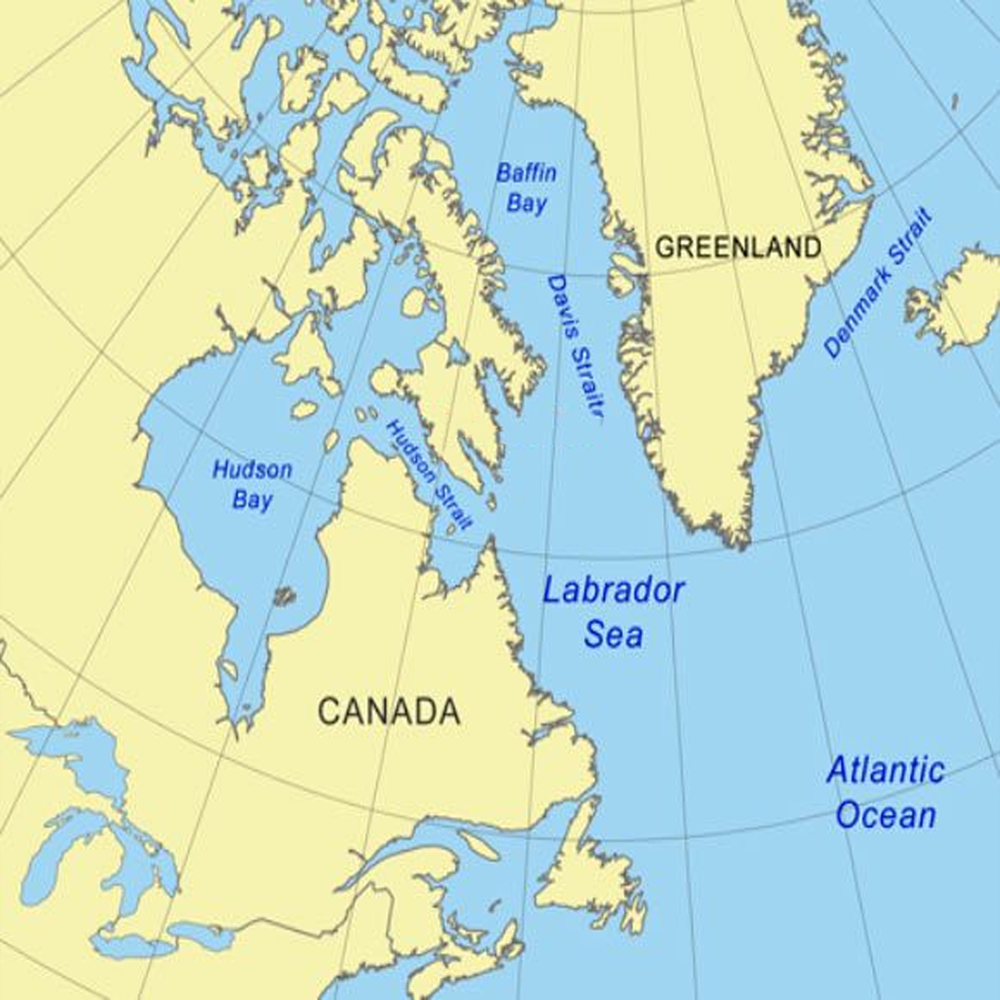 Baffin
Bay
GREENLAND
Denmark Strait
Davis Straitr
Hudson Strait
Hudson
Bay
Labrador
Sea
CANADA
Atlantic
Ocean